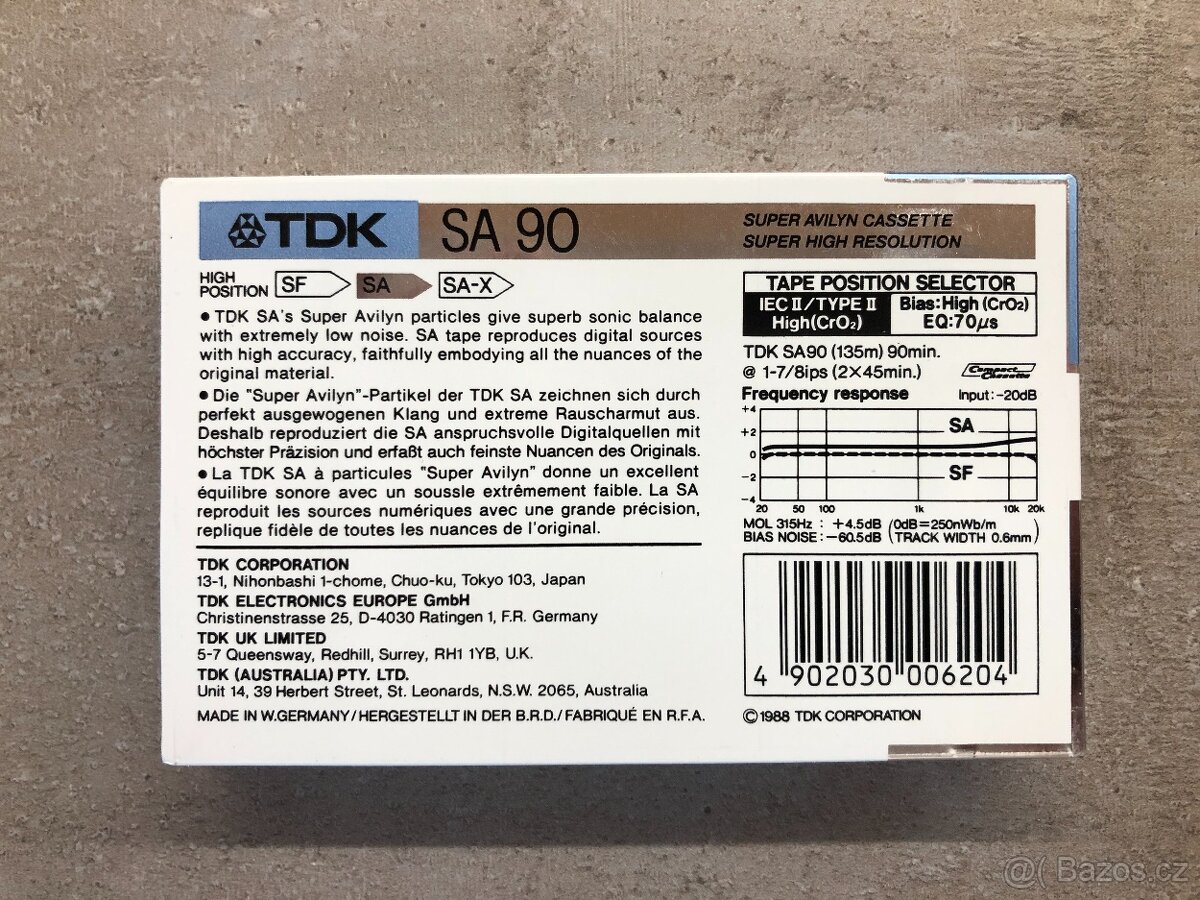 TDK SA 90
SUPER AVILYN CASSETTE
SUPER HIGH RESOLUTION
HIGH
POSITION
SF
SA
SA-X
• TDK SA's Super Avilyn particles give superb sonic balance
with extremely low noise. SA tape reproduces digital sources
with high accuracy, faithfully embodying all the nuances of the
original material.
• Die "Super Avilyn"-Partikel der TDK SA zeichnen sich durch
perfekt ausgewogenen Klang und extreme Rauscharmut aus.
Deshalb reproduziert die SA anspruchsvolle Digitalquellen mit
höchster Präzision und erfaßt auch feinste Nuancen des Originals.
• La TDK SA à particules "Super Avilyn" donne un excellent
équilibre sonore avec un soussle extrêmement faible. La SA
reproduit les sources numériques avec une grande précision,
replique fidèle de toutes les nuances de l'original.
TDK CORPORATION
13-1, Nihonbashi 1-chome, Chuo-ku, Tokyo 103, Japan
TDK ELECTRONICS EUROPE GmbH
Christinenstrasse 25, D-4030 Ratingen 1, F.R. Germany
TDK UK LIMITED
5-7 Queensway, Redhill, Surrey, RH1 1YB, U.K.
TDK (AUSTRALIA) PTY. LTD.
Unit 14, 39 Herbert Street, St. Leonards, N.S.W. 2065, Australia
MADE IN W.GERMANY/HERGESTELLT IN DER B.R.D./FABRIQUÉ EN R.F.A.
TAPE POSITION SELECTOR
IEC II/TYPE II
High(CrO₂)
Bias:High (CrO₂)
EQ:70µs
TDK SA90 (135m) 90min.
@ 1-7/8ips (2×45min.)
Compact Cassette
Frequency response Input:-20dB
+4
+2
0
-2
-4
SA
SF
20 50 100 1k 10k 20k
MOL 315Hz : +4.5dB (0dB=250nWb/m
BIAS NOISE:-60.5dB TRACK WIDTH 0.6mm)
4 902030 006204
©1988 TDK CORPORATION
@( Bazos.cz